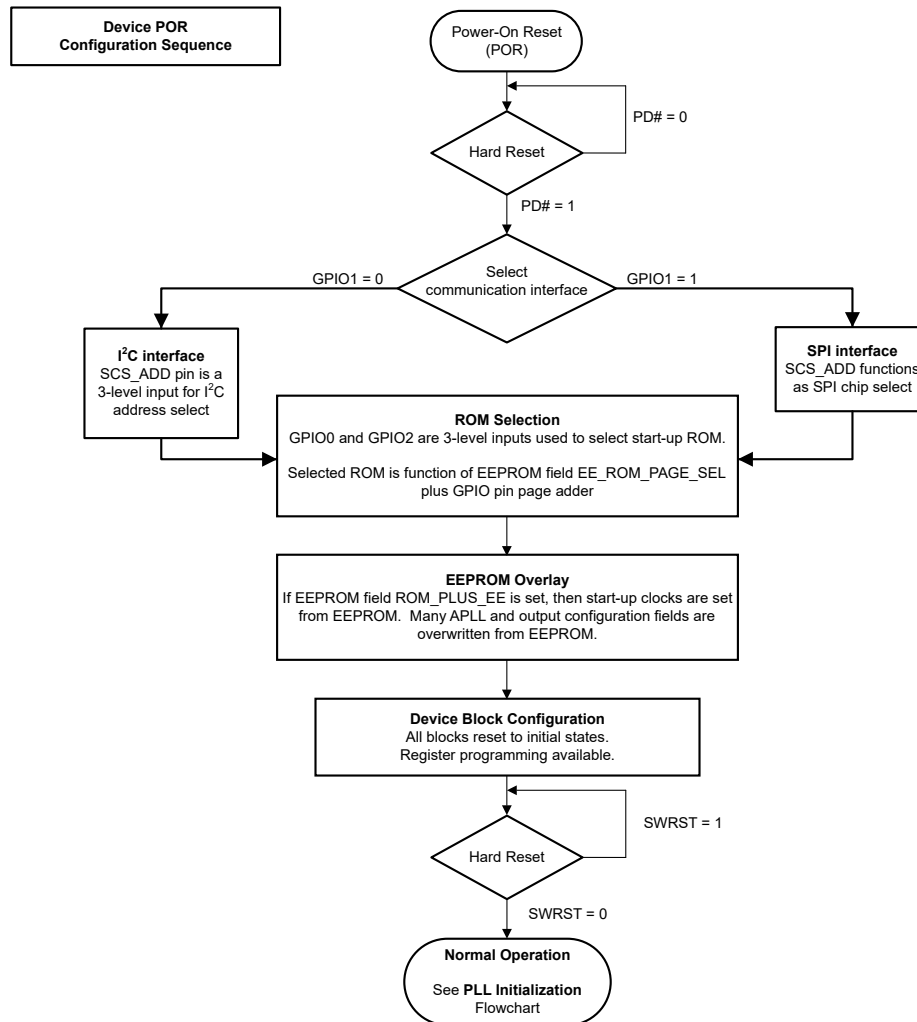 Device POR
Configuration Sequence
Power-On Reset
(POR)
PD# = 0
Hard Reset
PD# = 1
Select
communication interface
GPIO1 = 0
GPIO1 = 1
I²C interface
SCS_ADD pin is a
3-level input for I²C
address select
SPI interface
SCS_ADD functions
as SPI chip select
ROM Selection
GPIO0 and GPIO2 are 3-level inputs used to select start-up ROM.
Selected ROM is function of EEPROM field EE_ROM_PAGE_SEL
plus GPIO pin page adder
EEPROM Overlay
If EEPROM field ROM_PLUS_EE is set, then start-up clocks are set
from EEPROM. Many APLL and output configuration fields are
overwritten from EEPROM.
Device Block Configuration
All blocks reset to initial states.
Register programming available.
SWRST = 1
Hard Reset
SWRST = 0
Normal Operation
See PLL Initialization
Flowchart